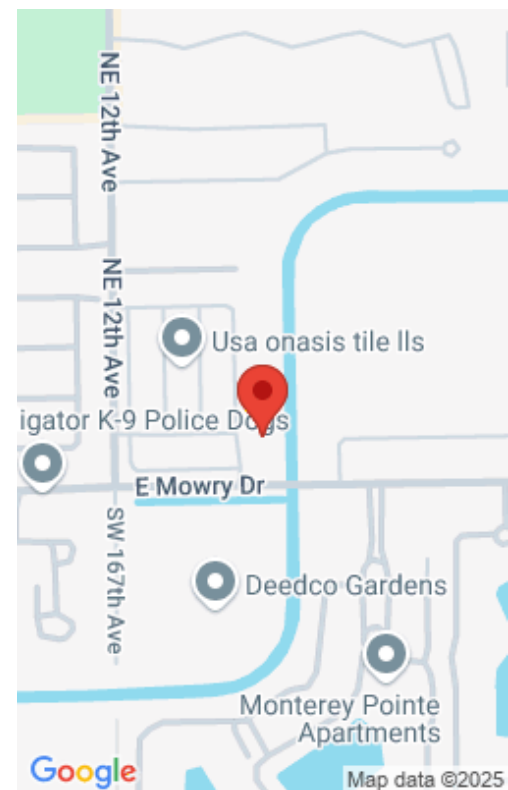 NE 12th Ave
NE 12th Ave
Usa onasis tile lls
igator K-9 Police Dogs
E Mowry Dr
SW 167th Ave
Deedco Gardens
Monterey Pointe
Apartments
Google
Map data ©2025